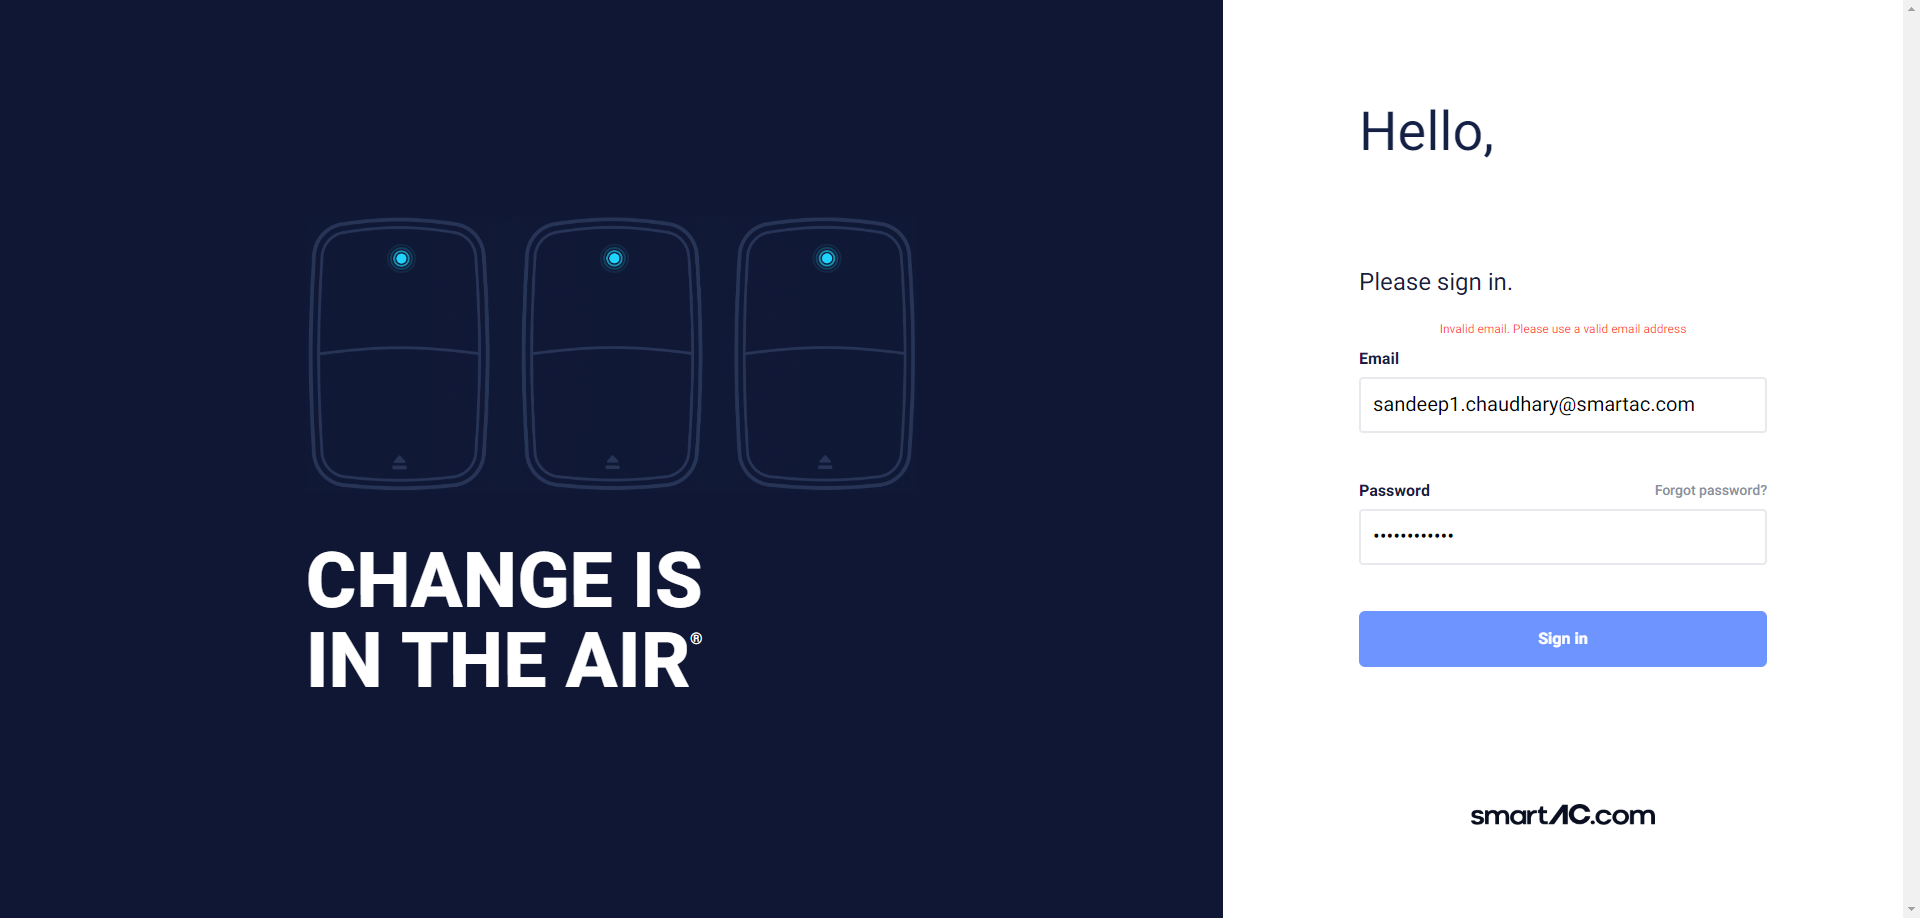 CHANGE IS
IN THE AIR®
Hello,
Please sign in.
Invalid email. Please use a valid email address
Email
sandeep1.chaudhary@smartac.com
Password
Forgot password?
••••••••••••
Sign in
smartAC.com